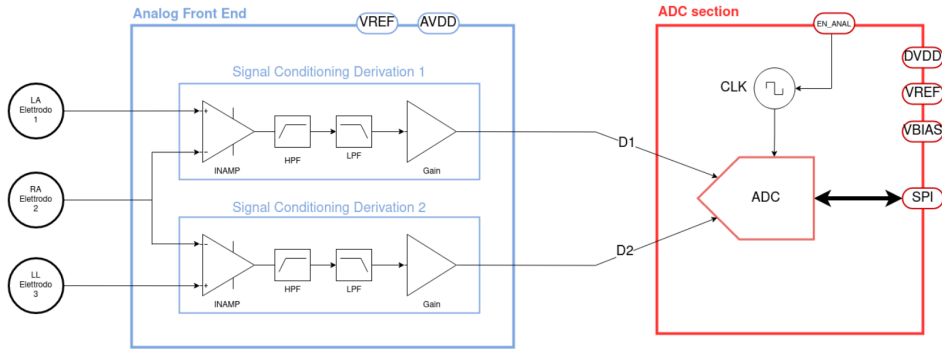 Analog Front End
VREF
AVDD
ADC section
EN_ANAL
DVDD
VREF
VBIAS
SPI
CLK
ADC
LA
Elettrodo
1
RA
Elettrodo
2
LL
Elettrodo
3
Signal Conditioning Derivation 1
+
−
INAMP
HPF
LPF
Gain
D1
Signal Conditioning Derivation 2
−
+
INAMP
HPF
LPF
Gain
D2